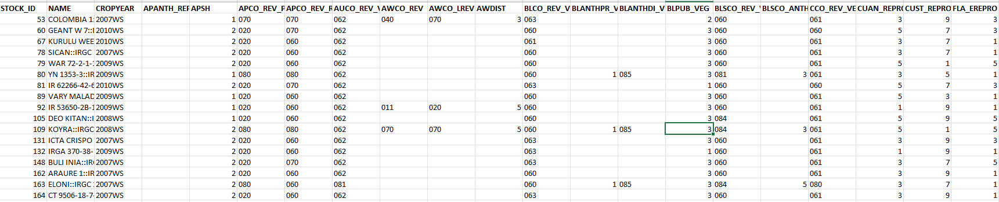 STOCK_ID NAME CROPYEAR APANTH_REF APSH APCO_REV_P APCO_REV_R AUCO_REV_V AWCO_REV AWCO_LREV AWDIST BLCO_REV_V BLANTHPR_V BLANTHDI_V BLPUB_VEG BLSCO_REV_V BLSCO_ANTH CCO_REV_VE CUAN_REPRO CUST_REPRO FLA_EREPRO
53 COLOMBIA 1: 2007WS 1 070 070 062 040 070 3 063 2 060 061 3 9 3
60 GEANT W 7::I 2010WS 2 020 070 062 060 3 060 060 5 7 3
67 KURULU WEE 2010WS 2 020 060 062 061 3 060 061 3 7 1
78 SICAN::IRGC 2007WS 2 020 060 062 060 3 060 061 3 7 1
79 WAR 72-2-1-1 2009WS 2 020 060 062 060 3 060 061 5 1 5
80 YN 1353-3::IR 2009WS 1 080 080 062 060 1 085 3 081 3 061 3 5 1
81 IR 62266-42-6 2010WS 2 020 070 062 063 1 060 060 5 7 3
89 VARY MALAD 2009WS 1 020 060 062 060 3 060 061 5 3 1
92 IR 53650-2B-1 2009WS 1 020 060 062 011 020 5 060 3 060 061 1 9 1
105 DEO KITAN::I 2008WS 1 020 060 062 060 3 084 061 5 9 5
109 KOYRA::IRGC 2008WS 2 080 080 062 070 070 5 060 1 085 3 084 3 061 5 1 5
131 ICTA CRISPO 2007WS 2 020 060 062 063 3 060 061 3 9 3
132 IRGA 370-38- 2009WS 2 020 060 062 063 1 060 061 1 9 1
148 BULI INIA::IR 2007WS 2 020 070 062 063 3 060 061 3 7 5
162 ARAURE 1::IR 2007WS 2 020 060 062 060 3 060 061 3 9 1
163 ELONI::IRGC 2007WS 2 080 060 081 060 1 085 3 084 5 080 3 7 1
164 CT 9506-18-7- 2007WS 2 020 060 062 063 3 060 061 3 9 1